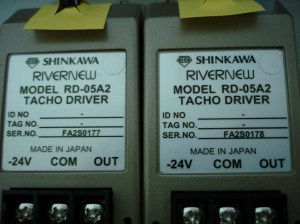 SHINKAWA
RIVERNEW
MODEL RD-05A2
TACHO DRIVER
ID NO -
TAG NO. -
SER.NO. FA2S0177
MADE IN JAPAN
-24V COM OUT
SHINKAWA
RIVERNEW
MODEL RD-05A2
TACHO DRIVER
ID NO -
TAG NO. -
SER.NO. FA2S0178
MADE IN JAPAN
-24V COM OUT